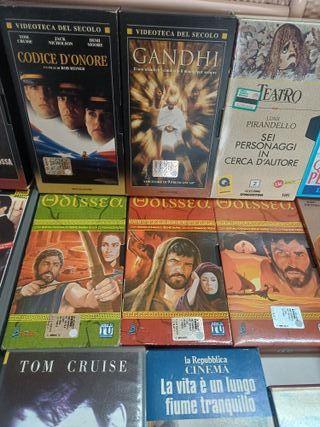 VIDEOTECA DEL SECOLO
TOM CRUISE
JACK NICHOLSON
DEMI MOORE
CODICE D'ONORE
VIDEOTECA DEL SECOLO
GANDHI
TEATRO
LUIGI PIRANDELLO
SEI PERSONAGGI IN CERCA D'AUTORE
2
Odissea
Odissea
Odissea
TOM CRUISE
la Repubblica
CINEMA
La vita è un lungo
fiume tranquillo